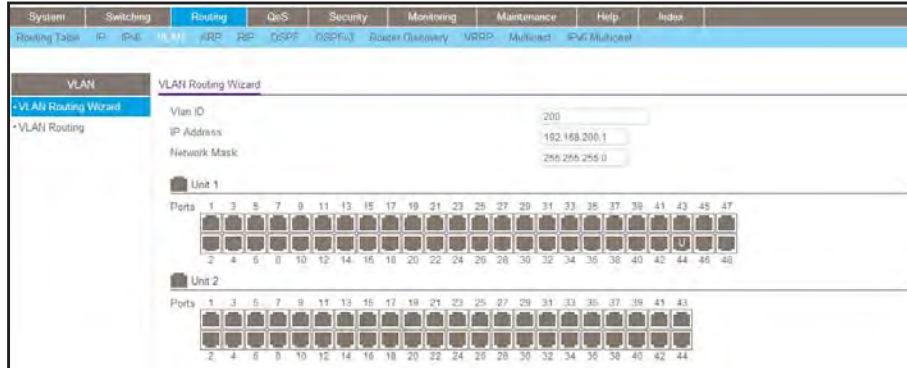 System Switching Routing QoS Security Monitoring Maintenance Help Index
Routing Table IP IPv6 VLAN ARP RIP OSPF OSPFv3 Router Discovery VRRP Multicast IPv6 Multicast
VLAN
VLAN Routing Wizard
• VLAN Routing Wizard
• VLAN Routing
Vlan ID 200
IP Address 192.168.200.1
Network Mask 255.255.255.0
Unit 1
Ports 1 3 5 7 9 11 13 15 17 19 21 23 25 27 29 31 33 35 37 39 41 43 45 47
U
2 4 6 8 10 12 14 16 18 20 22 24 26 28 30 32 34 36 38 40 42 44 46 48
Unit 2
Ports 1 3 5 7 9 11 13 15 17 19 21 23 25 27 29 31 33 35 37 39 41 43
2 4 6 8 10 12 14 16 18 20 22 24 26 28 30 32 34 36 38 40 42 44